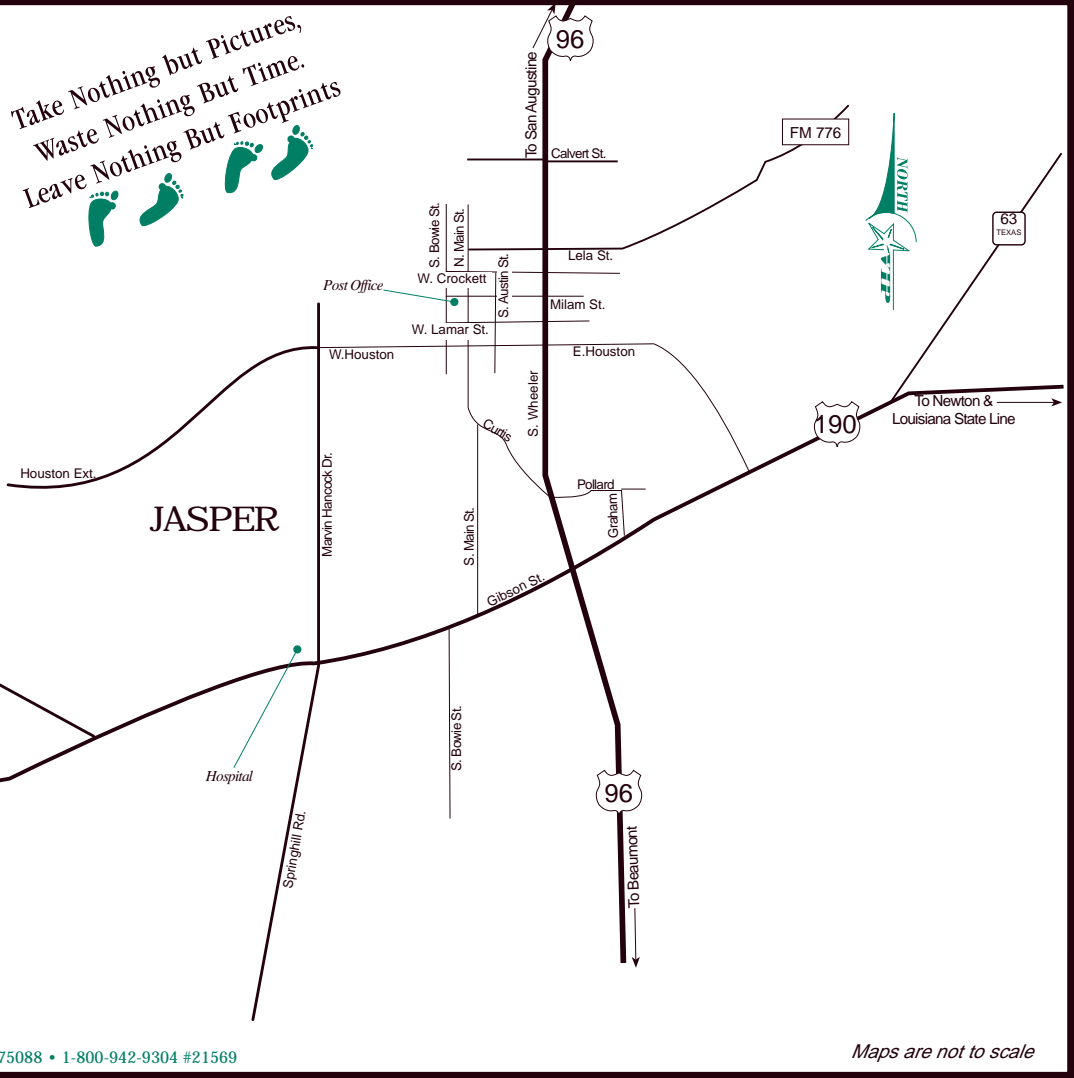 Take Nothing but Pictures,
Waste Nothing But Time.
Leave Nothing But Footprints
96
To San Augustine
Calvert St.
FM 776
NORTH
VIP
63
TEXAS
S. Bowie St.
N. Main St.
Lela St.
W. Crockett
S. Austin St.
Post Office
Milam St.
W. Lamar St.
W.Houston
E.Houston
S. Wheeler
To Newton &
Louisiana State Line
190
Curtis
Houston Ext.
Pollard
Graham
JASPER
Marvin Hancock Dr.
S. Main St.
Gibson St.
S. Bowie St.
Hospital
96
Springhill Rd.
To Beaumont
75088 • 1-800-942-9304 #21569
Maps are not to scale